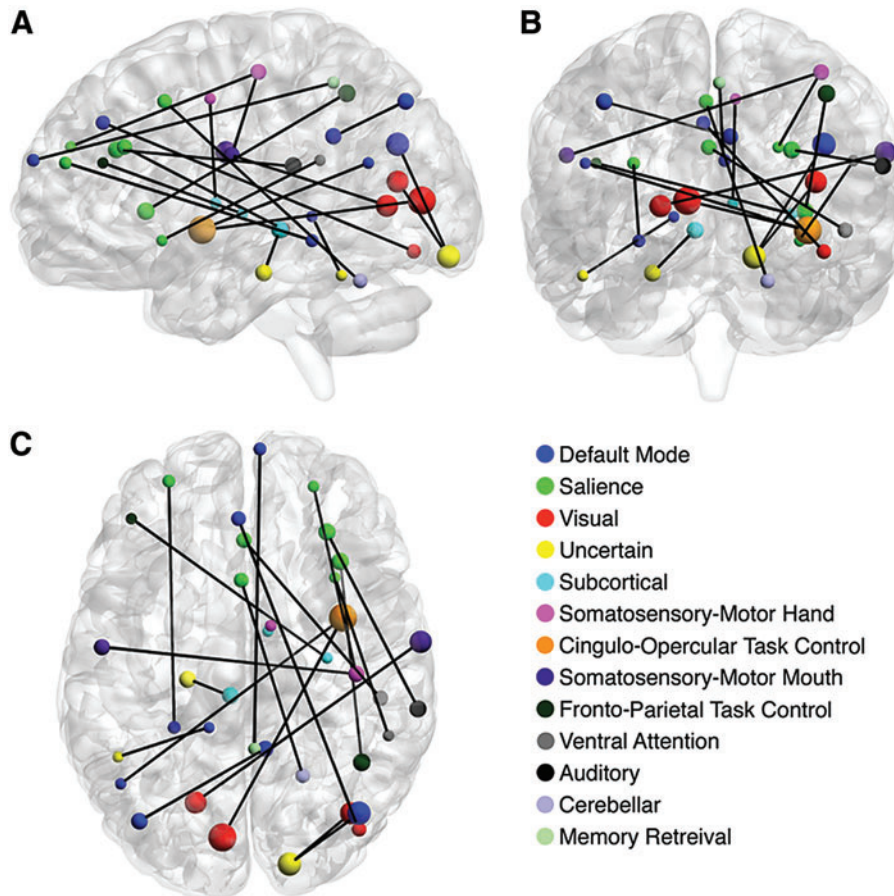 A
B
C
Default Mode
Salience
Visual
Uncertain
Subcortical
Somatosensory-Motor Hand
Cingulo-Opercular Task Control
Somatosensory-Motor Mouth
Fronto-Parietal Task Control
Ventral Attention
Auditory
Cerebellar
Memory Retreival